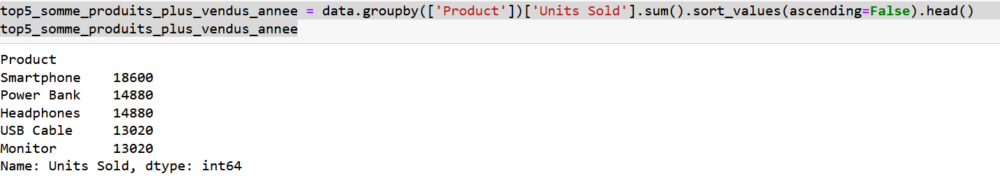 top5_somme_produits_plus_vendus_annee = data.groupby(['Product'])['Units Sold'].sum().sort_values(ascending=False).head()
top5_somme_produits_plus_vendus_annee
Product
Smartphone    18600
Power Bank    14880
Headphones    14880
USB Cable     13020
Monitor       13020
Name: Units Sold, dtype: int64